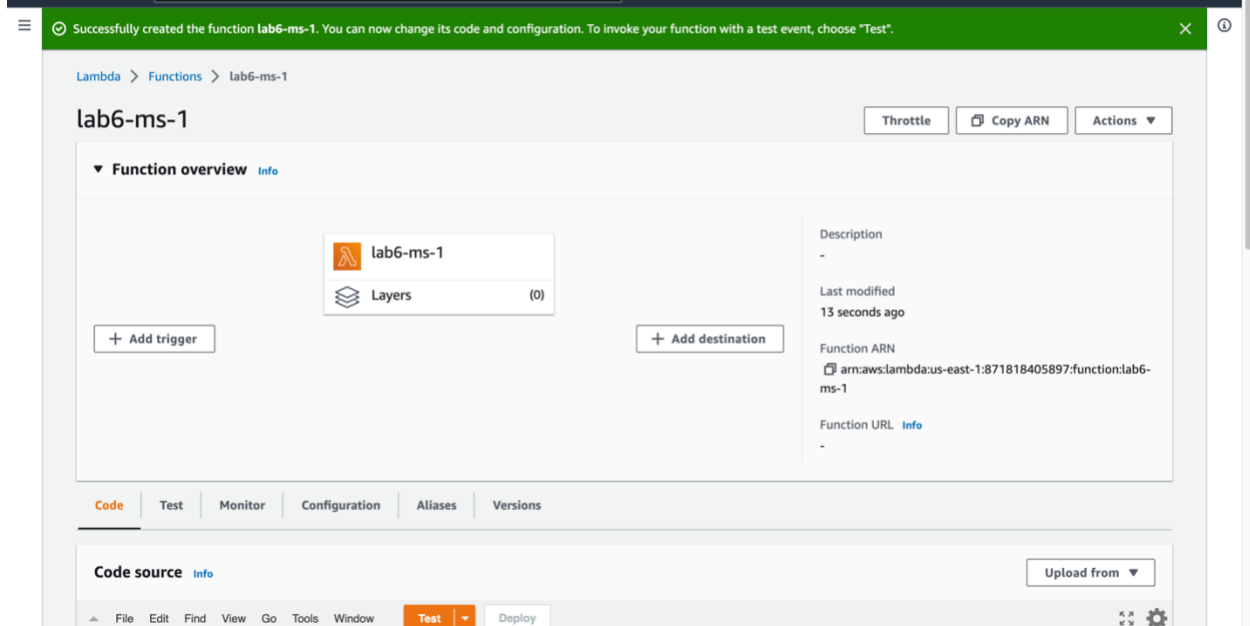 Successfully created the function lab6-ms-1. You can now change its code and configuration. To invoke your function with a test event, choose "Test".
Lambda > Functions > lab6-ms-1
lab6-ms-1
Throttle
Copy ARN
Actions
Function overview Info
lab6-ms-1
Layers (0)
+ Add trigger
+ Add destination
Description
-
Last modified
13 seconds ago
Function ARN
arn:aws:lambda:us-east-1:871818405897:function:lab6-
ms-1
Function URL Info
-
Code Test Monitor Configuration Aliases Versions
Code source Info
Upload from
File Edit Find View Go Tools Window Test Deploy